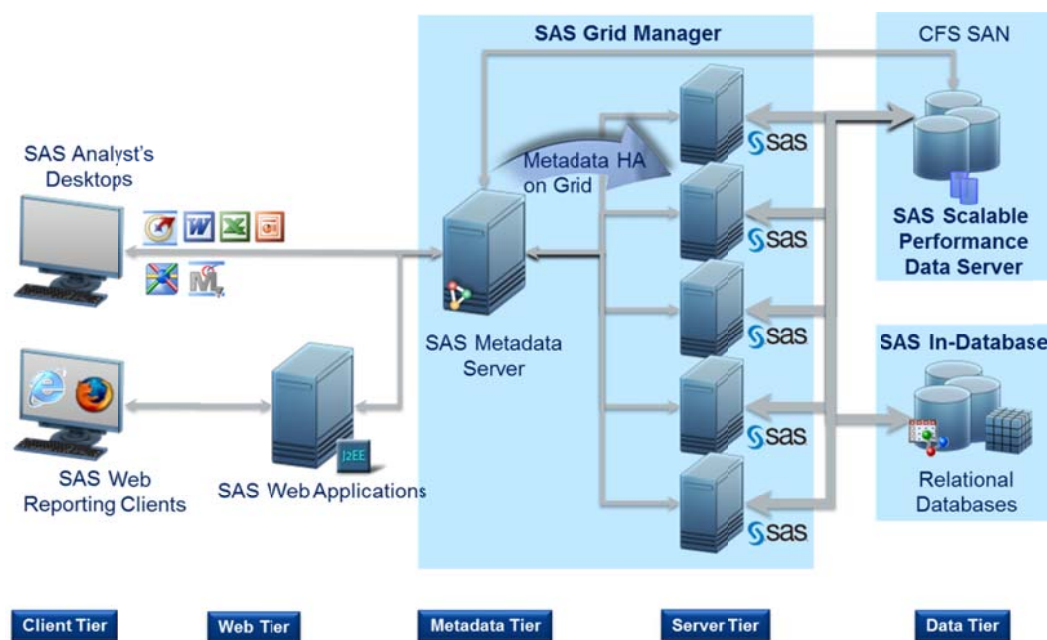 SAS Grid Manager
CFS SAN
SAS Analyst's
Desktops
Metadata HA
on Grid
sas
sas
sas
sas
sas
SAS Scalable
Performance
Data Server
SAS Metadata
Server
SAS In-Database
Relational
Databases
J2EE
SAS Web
Reporting Clients
SAS Web Applications
Client Tier
Web Tier
Metadata Tier
Server Tier
Data Tier